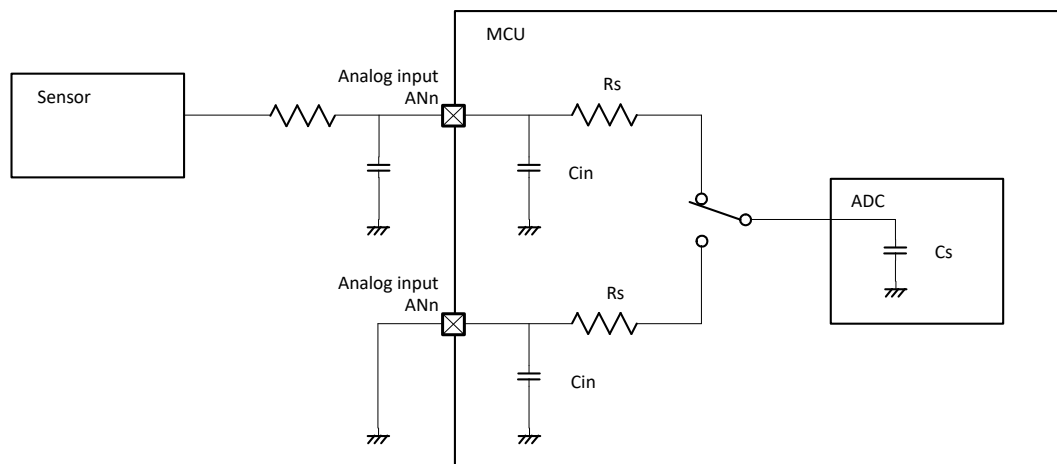 MCU
Sensor
Analog input
ANn
Rs
Cin
ADC
Cs
Analog input
ANn
Rs
Cin